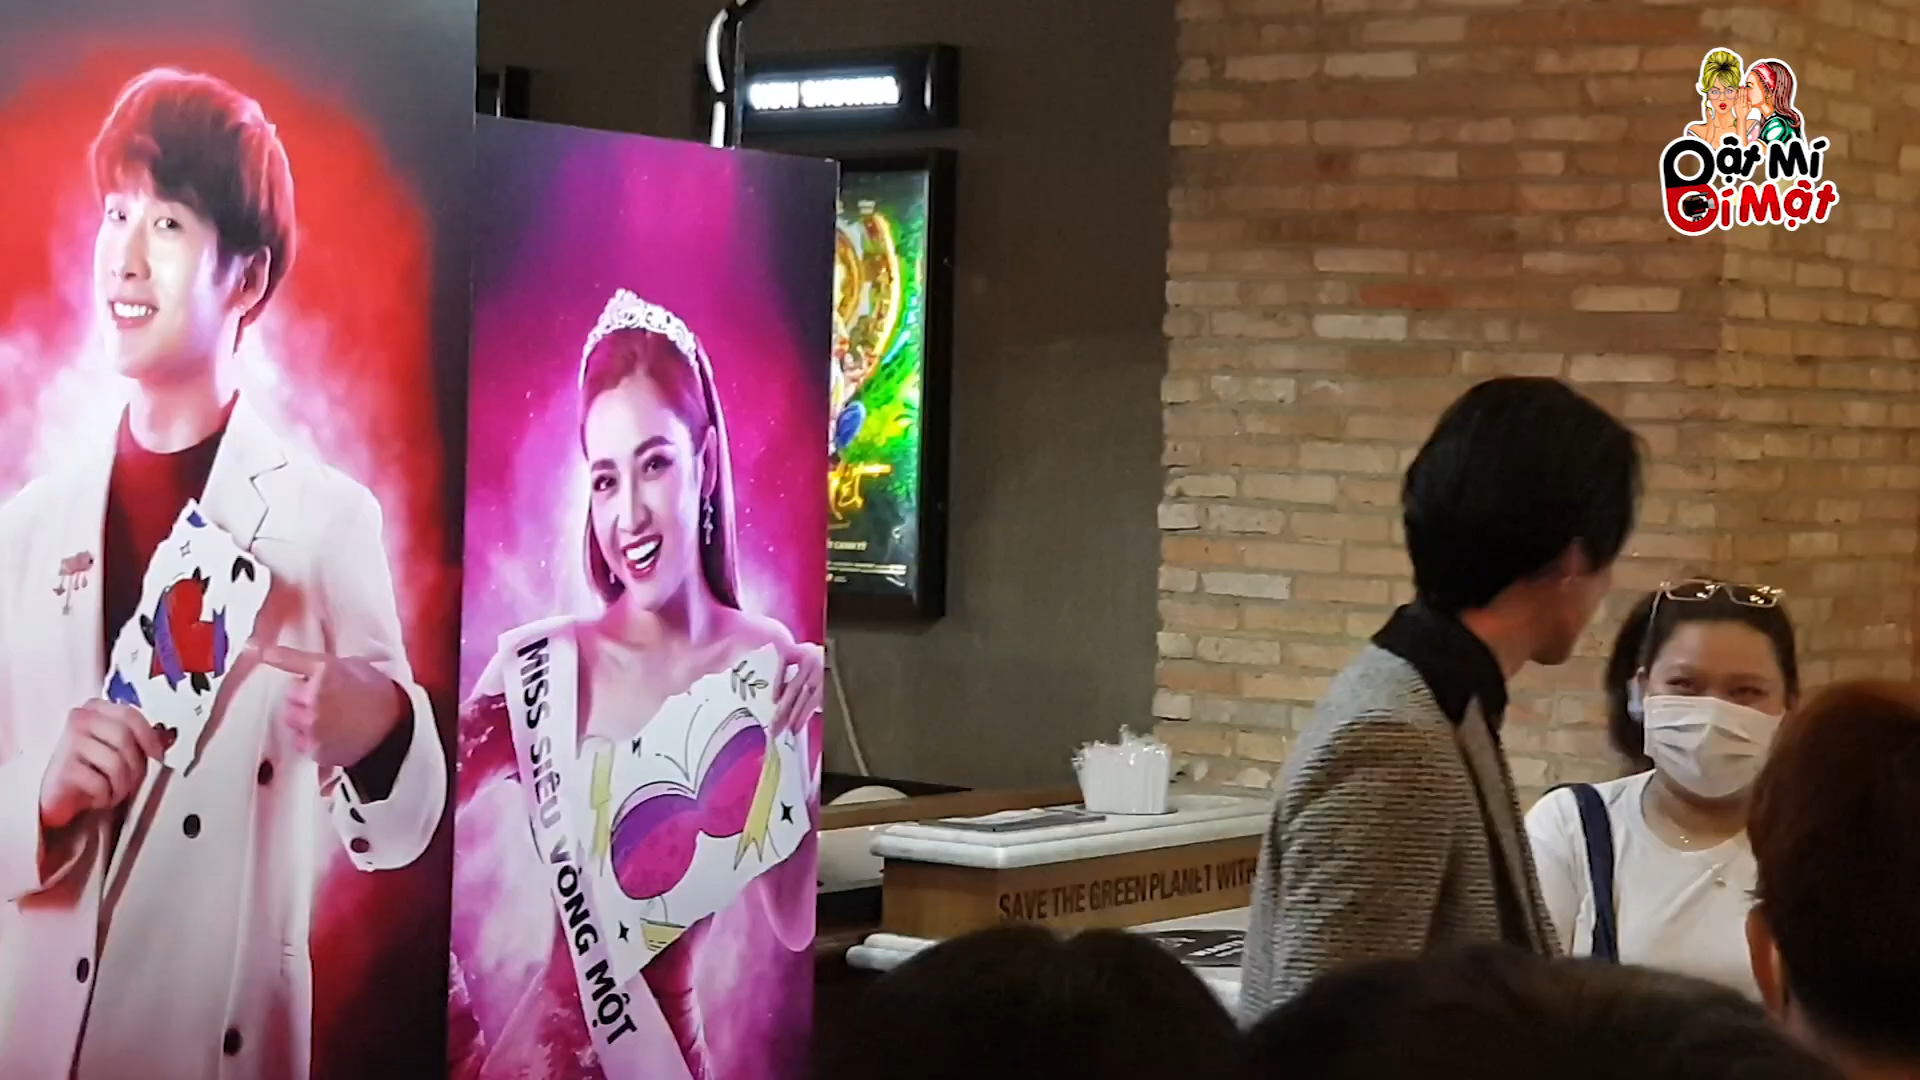 Bật Mí
Bí Mật
NOW SHOWING
MISS SIÊU VÒNG MỘT
SAVE THE GREEN PLANET WITH